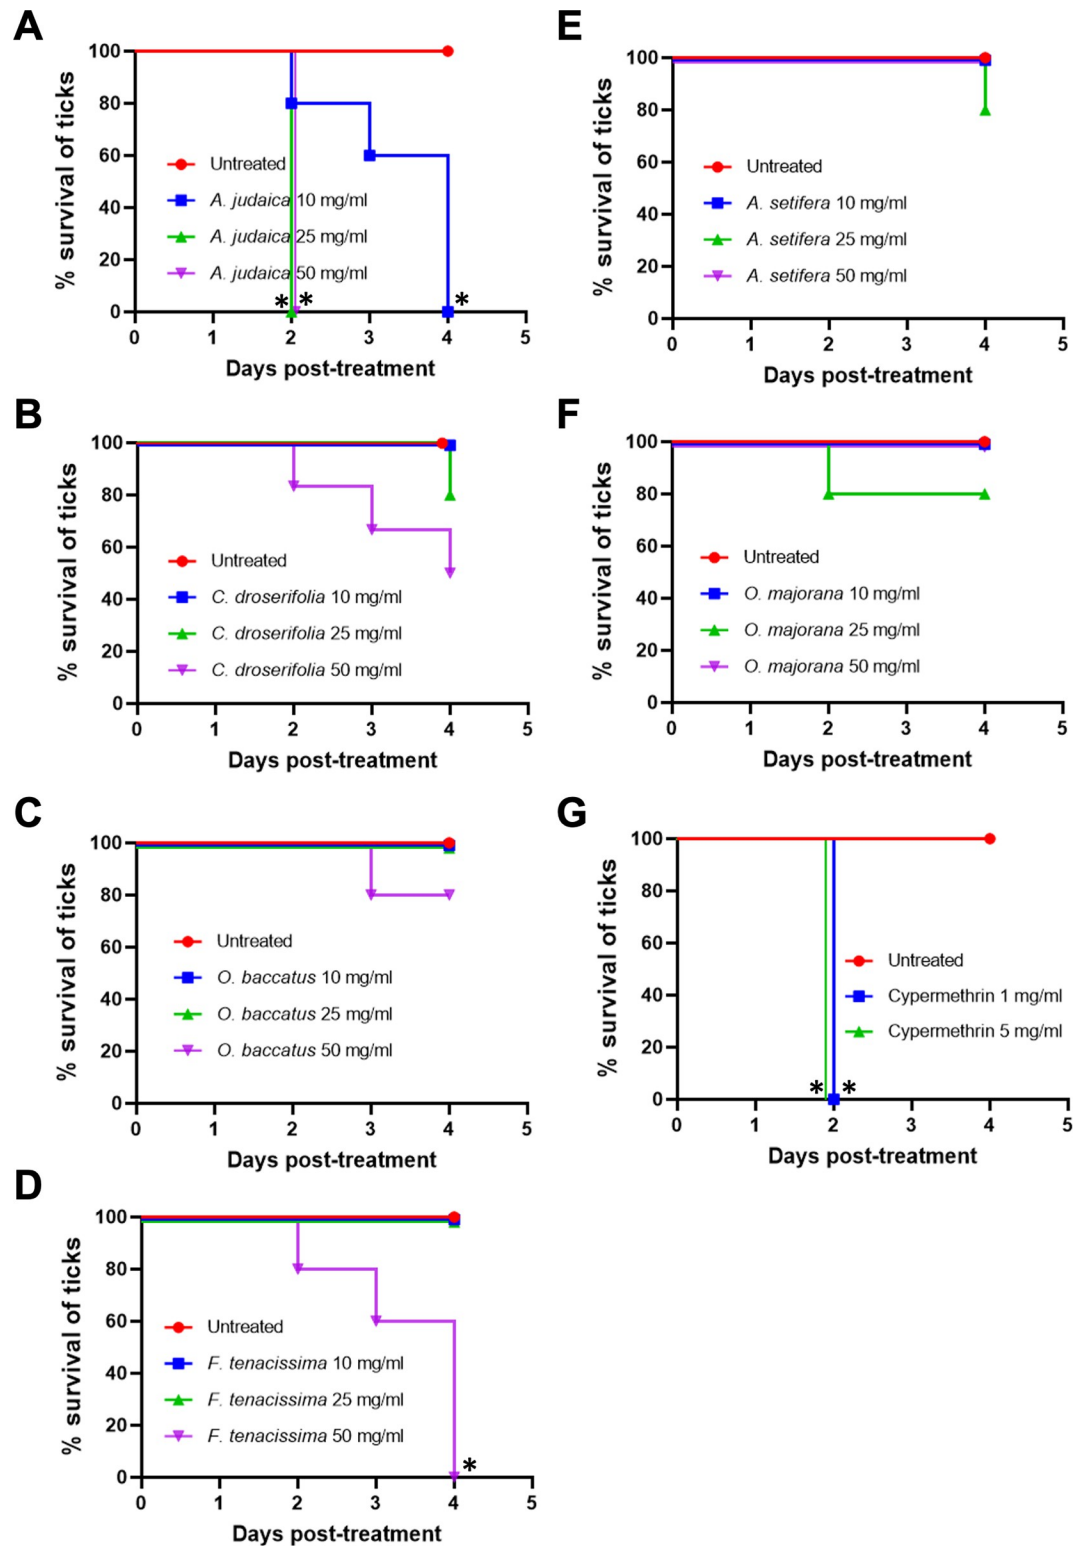 A
% survival of ticks
100
80
60
40
20
0
Untreated
A. judaica 10 mg/ml
A. judaica 25 mg/ml
A. judaica 50 mg/ml
* * *
0 1 2 3 4 5
Days post-treatment
B
% survival of ticks
100
80
60
40
20
0
Untreated
C. droserifolia 10 mg/ml
C. droserifolia 25 mg/ml
C. droserifolia 50 mg/ml
0 1 2 3 4 5
Days post-treatment
C
% survival of ticks
100
80
60
40
20
0
Untreated
O. baccatus 10 mg/ml
O. baccatus 25 mg/ml
O. baccatus 50 mg/ml
0 1 2 3 4 5
Days post-treatment
D
% survival of ticks
100
80
60
40
20
0
Untreated
F. tenacissima 10 mg/ml
F. tenacissima 25 mg/ml
F. tenacissima 50 mg/ml
*
0 1 2 3 4 5
Days post-treatment
E
% survival of ticks
100
80
60
40
20
0
Untreated
A. setifera 10 mg/ml
A. setifera 25 mg/ml
A. setifera 50 mg/ml
0 1 2 3 4 5
Days post-treatment
F
% survival of ticks
100
80
60
40
20
0
Untreated
O. majorana 10 mg/ml
O. majorana 25 mg/ml
O. majorana 50 mg/ml
0 1 2 3 4 5
Days post-treatment
G
% survival of ticks
100
80
60
40
20
0
Untreated
Cypermethrin 1 mg/ml
Cypermethrin 5 mg/ml
* *
0 1 2 3 4 5
Days post-treatment